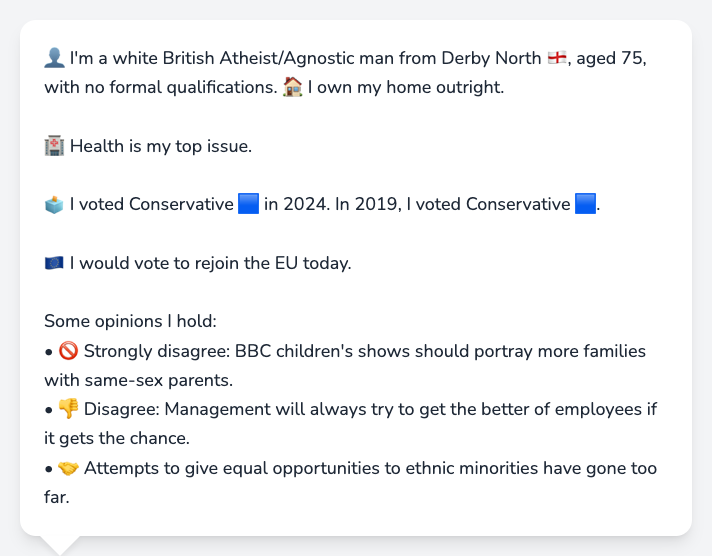 👤 I'm a white British Atheist/Agnostic man from Derby North 🏴󠁧󠁢󠁥󠁮󠁧󠁿, aged 75,
with no formal qualifications. 🏠 I own my home outright.
🏥 Health is my top issue.
🗳️ I voted Conservative 🟦 in 2024. In 2019, I voted Conservative 🟦.
🇪🇺 I would vote to rejoin the EU today.
Some opinions I hold:
• 🚫 Strongly disagree: BBC children's shows should portray more families
with same-sex parents.
• 👎 Disagree: Management will always try to get the better of employees if
it gets the chance.
• 🤝 Attempts to give equal opportunities to ethnic minorities have gone too
far.